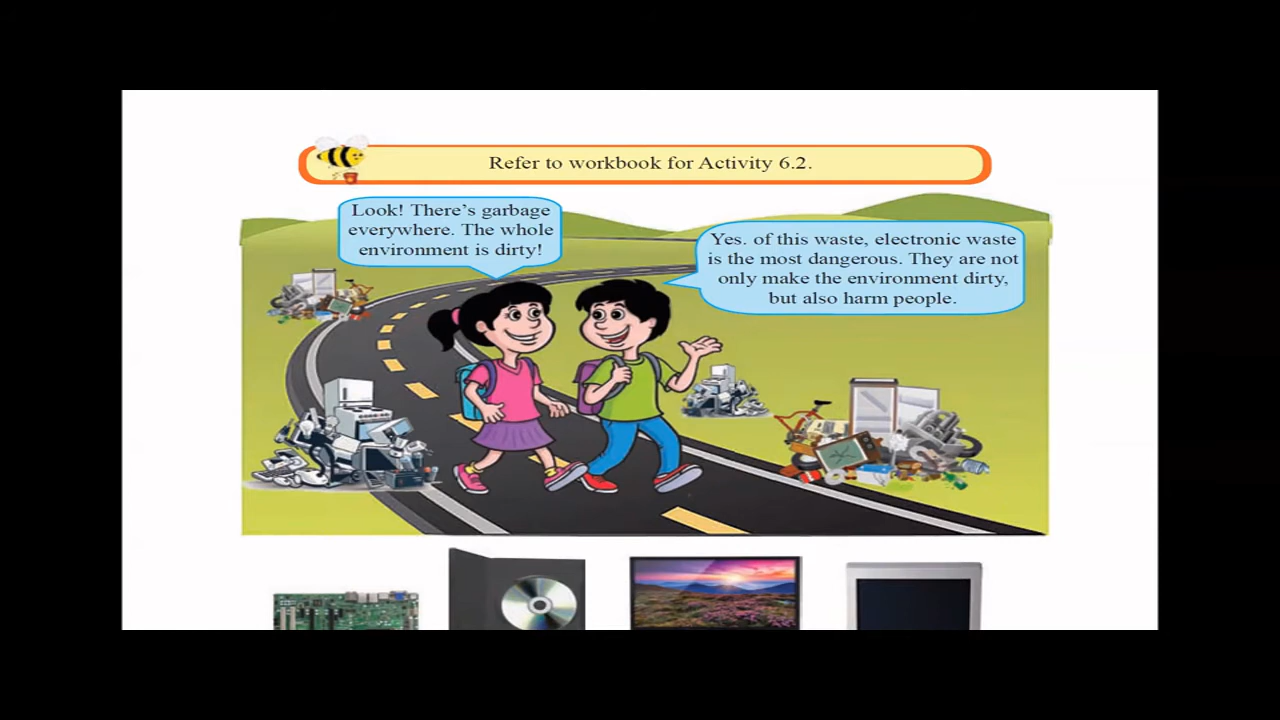 Refer to workbook for Activity 6.2.
Look! There's garbage
everywhere. The whole
environment is dirty!
Yes. of this waste, electronic waste
is the most dangerous. They are not
only make the environment dirty,
but also harm people.